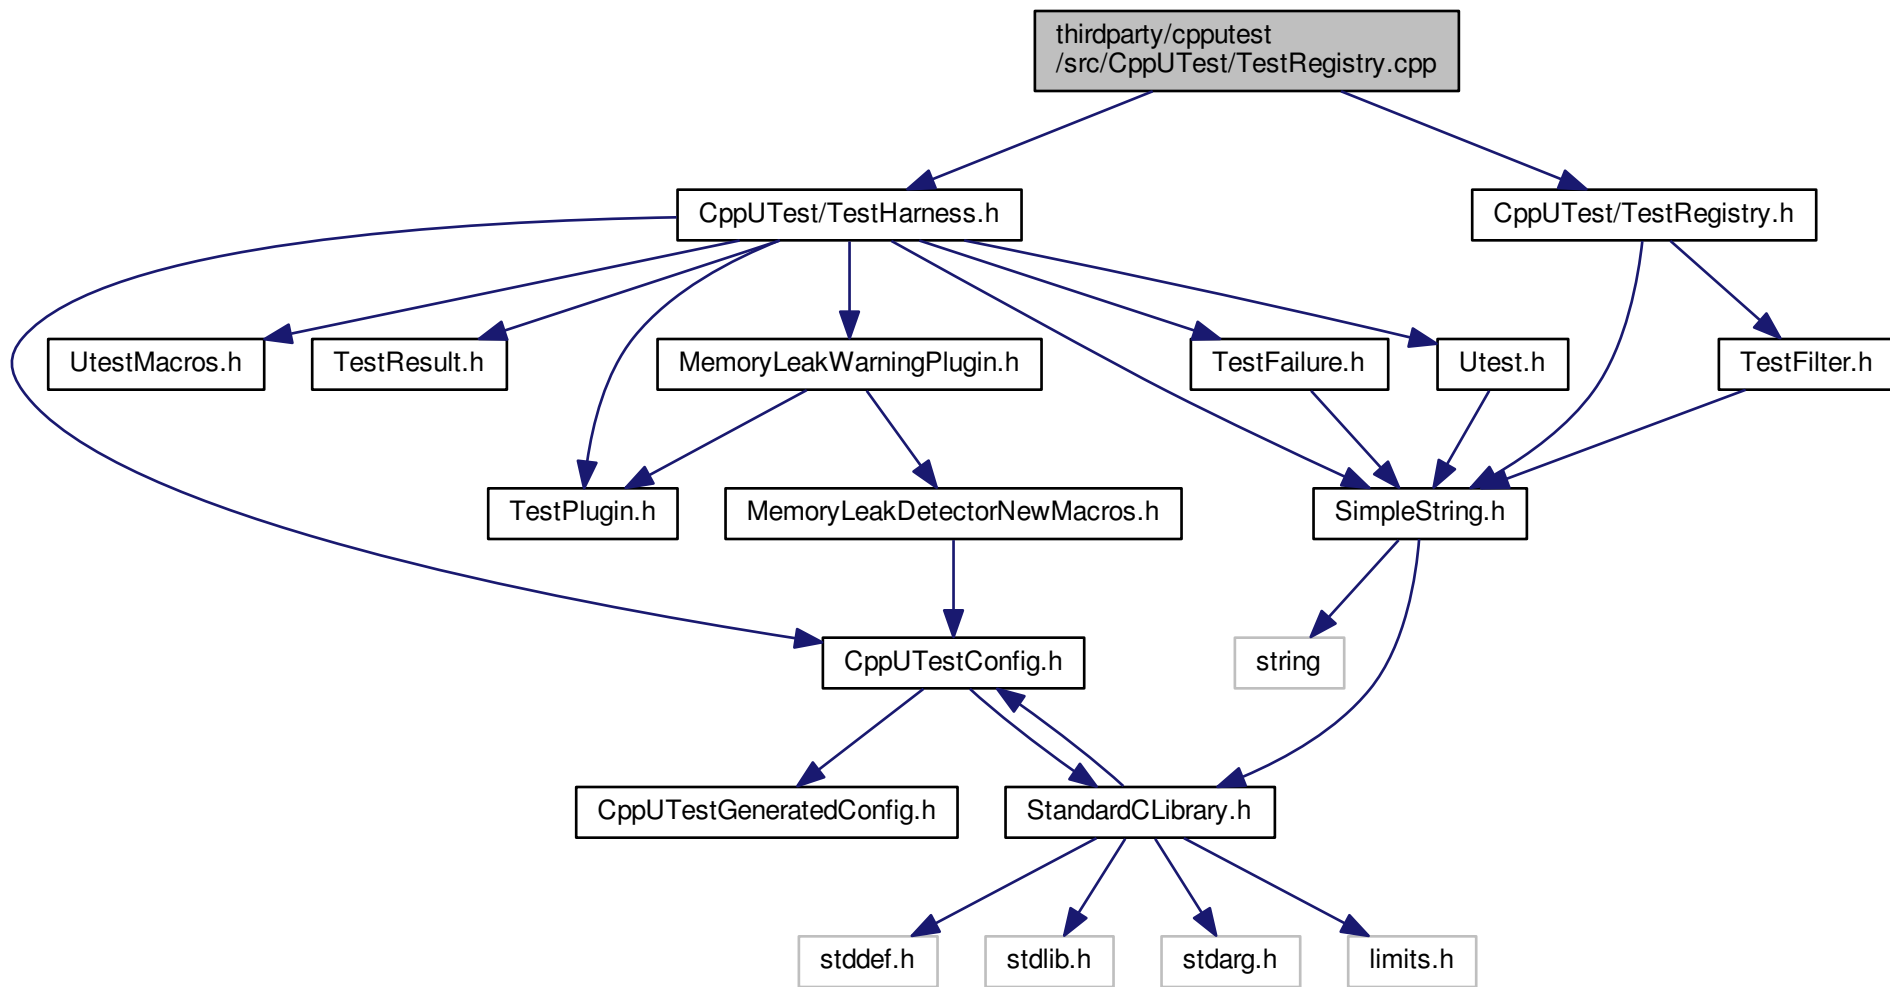 thirdparty/cpputest
/src/CppUTest/TestRegistry.cpp
CppUTest/TestHarness.h
CppUTest/TestRegistry.h
UtestMacros.h
TestResult.h
MemoryLeakWarningPlugin.h
TestFailure.h
Utest.h
TestFilter.h
TestPlugin.h
MemoryLeakDetectorNewMacros.h
SimpleString.h
CppUTestConfig.h
string
CppUTestGeneratedConfig.h
StandardCLibrary.h
stddef.h
stdlib.h
stdarg.h
limits.h